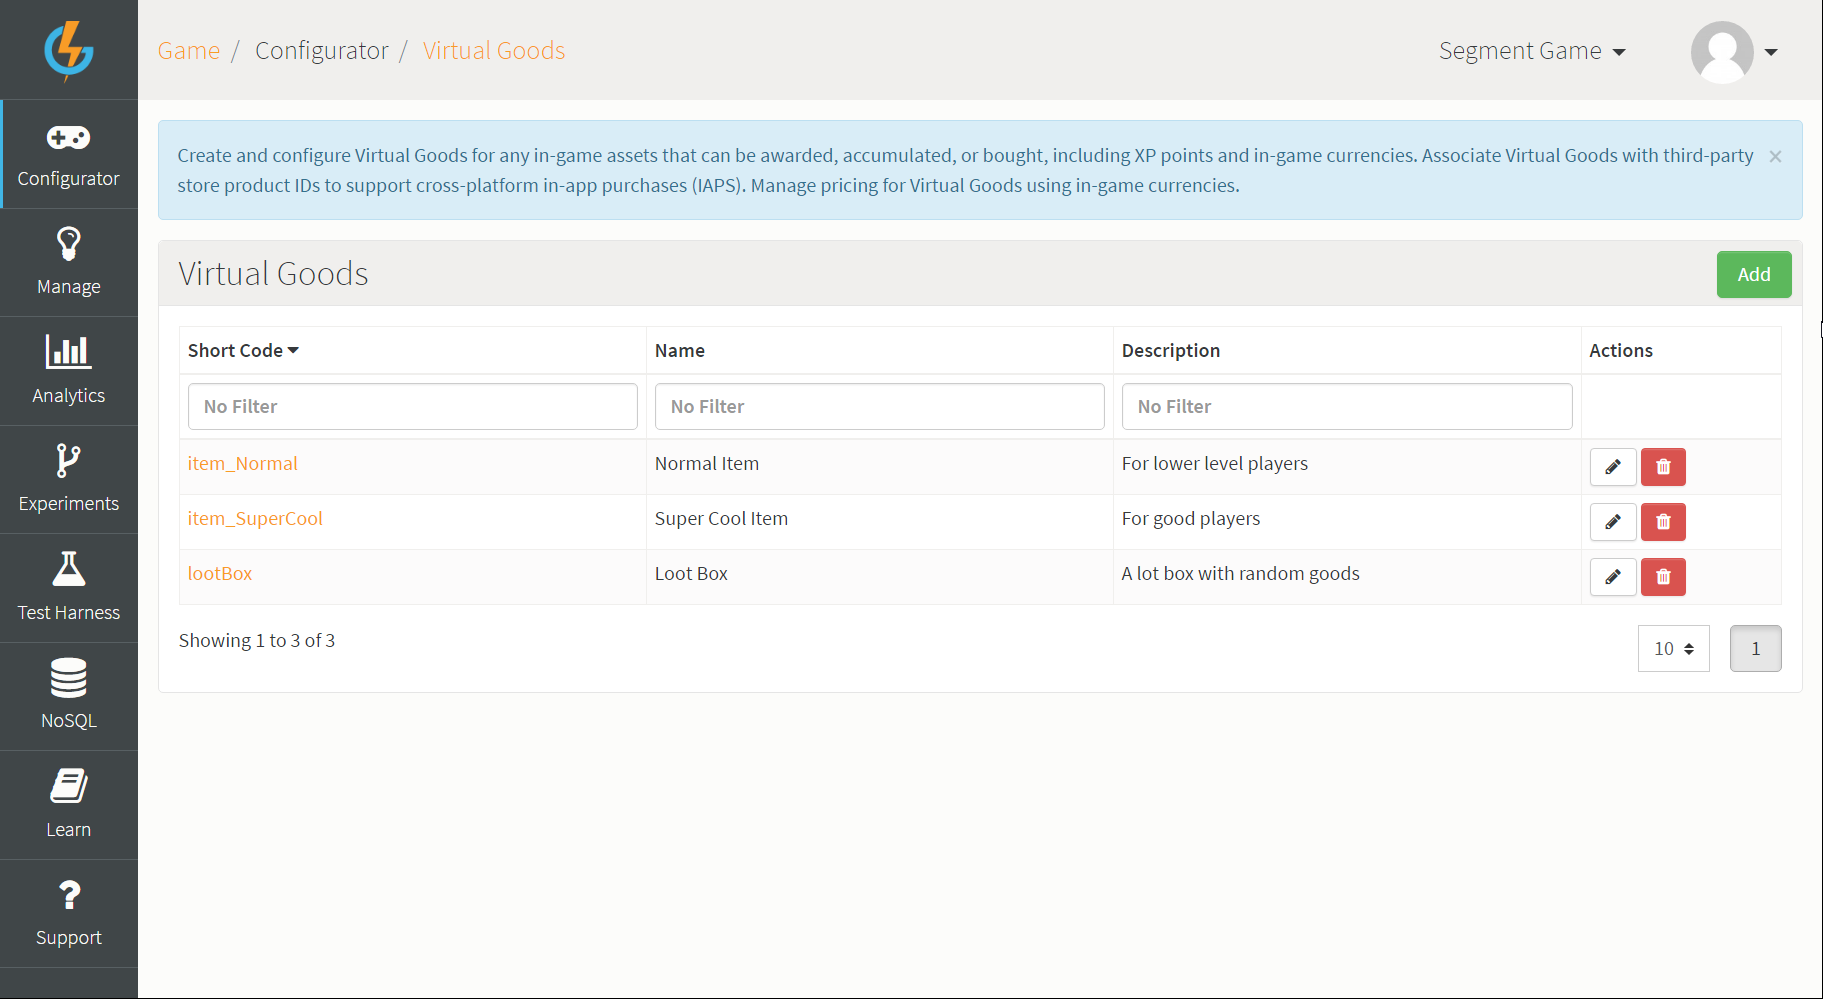 Game / Configurator / Virtual Goods
Segment Game
Configurator
Manage
Analytics
Experiments
Test Harness
NoSQL
Learn
Support
Create and configure Virtual Goods for any in-game assets that can be awarded, accumulated, or bought, including XP points and in-game currencies. Associate Virtual Goods with third-party
store product IDs to support cross-platform in-app purchases (IAPS). Manage pricing for Virtual Goods using in-game currencies.
×
Virtual Goods
Add
Short Code Name Description Actions
No Filter No Filter No Filter
item_Normal Normal Item For lower level players
item_SuperCool Super Cool Item For good players
lootBox Loot Box A lot box with random goods
Showing 1 to 3 of 3
10 1